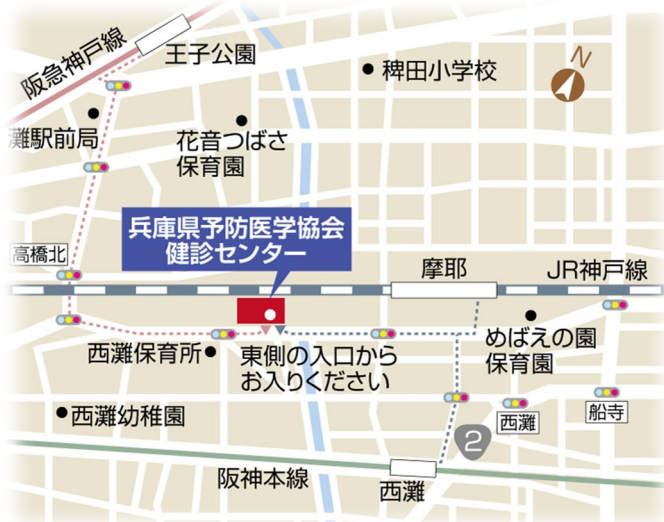 阪急神戸線
王子公園
N
稗田小学校
灘駅前局
花音つばさ
保育園
兵庫県予防医学協会
健診センター
高橋北
摩耶
JR神戸線
めばえの園
保育園
西灘保育所
東側の入口から
お入りください
西灘幼稚園
西灘
船寺
2
阪神本線
西灘